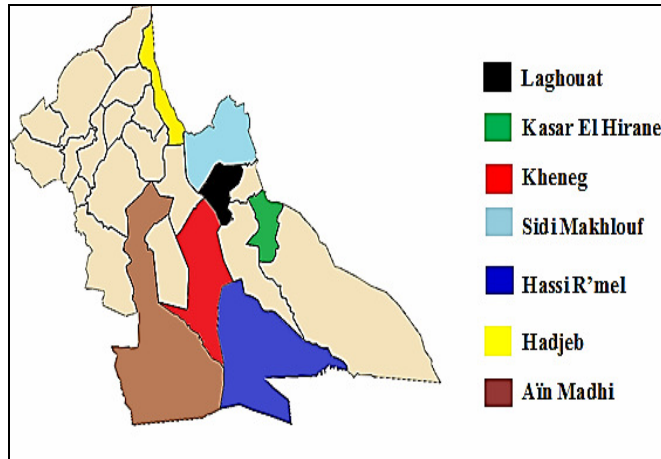 Laghouat
Kasar El Hirane
Kheneg
Sidi Makhlouf
Hassi R’mel
Hadjeb
Aïn Madhi